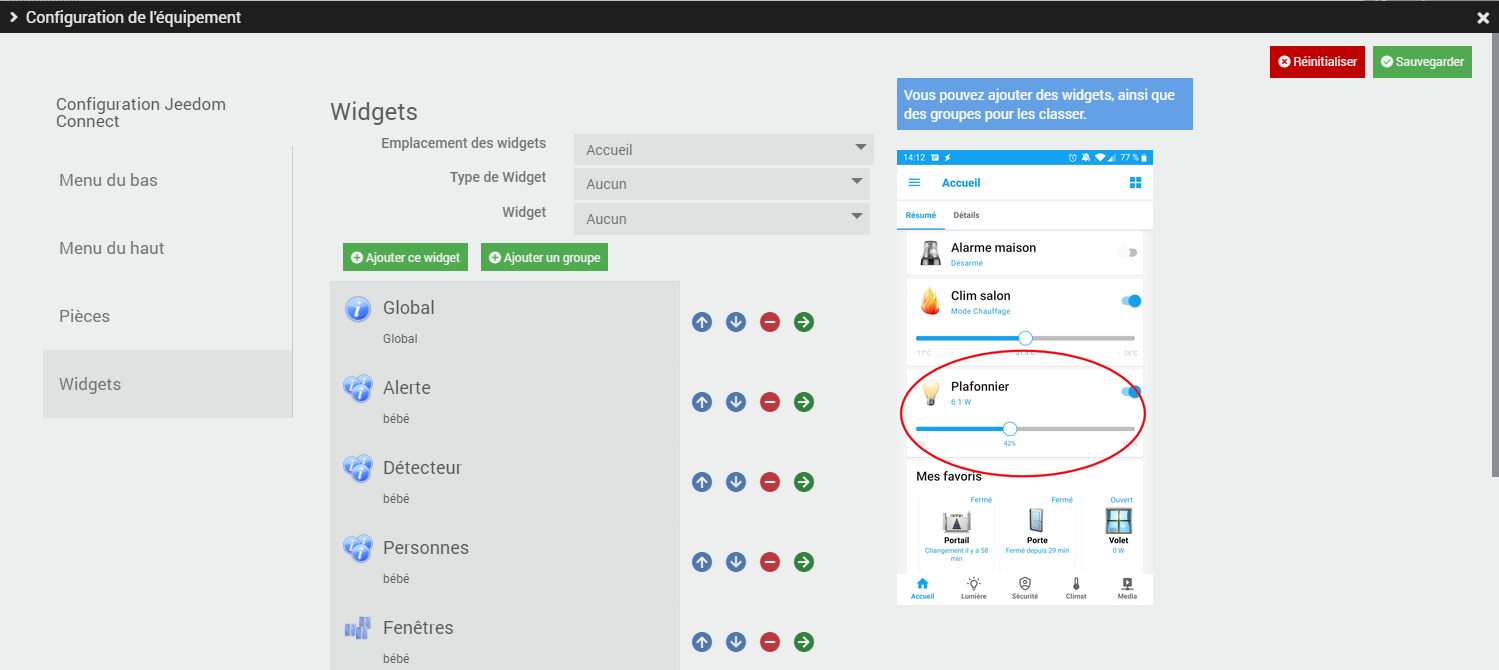 Configuration de l'équipement
Réinitialiser
Sauvegarder
Configuration Jeedom
Connect
Menu du bas
Menu du haut
Pièces
Widgets
Widgets
Emplacement des widgets
Accueil
Type de Widget
Aucun
Widget
Aucun
Ajouter ce widget
Ajouter un groupe
Global
Global
Alerte
bébé
Détecteur
bébé
Personnes
bébé
Fenêtres
bébé
Vous pouvez ajouter des widgets, ainsi que
des groupes pour les classer.
14:12
77 %
Accueil
Résumé
Détails
Alarme maison
Désarmé
Clim salon
Mode Chauffage
17°C
21.5°C
26°C
Plafonnier
6.1 W
42%
Mes favoris
Fermé
Fermé
Ouvert
Portail
Porte
Volet
Changement il y a 58
min
Fermé depuis 29 min
0 W
Accueil
Lumière
Sécurité
Climat
Media